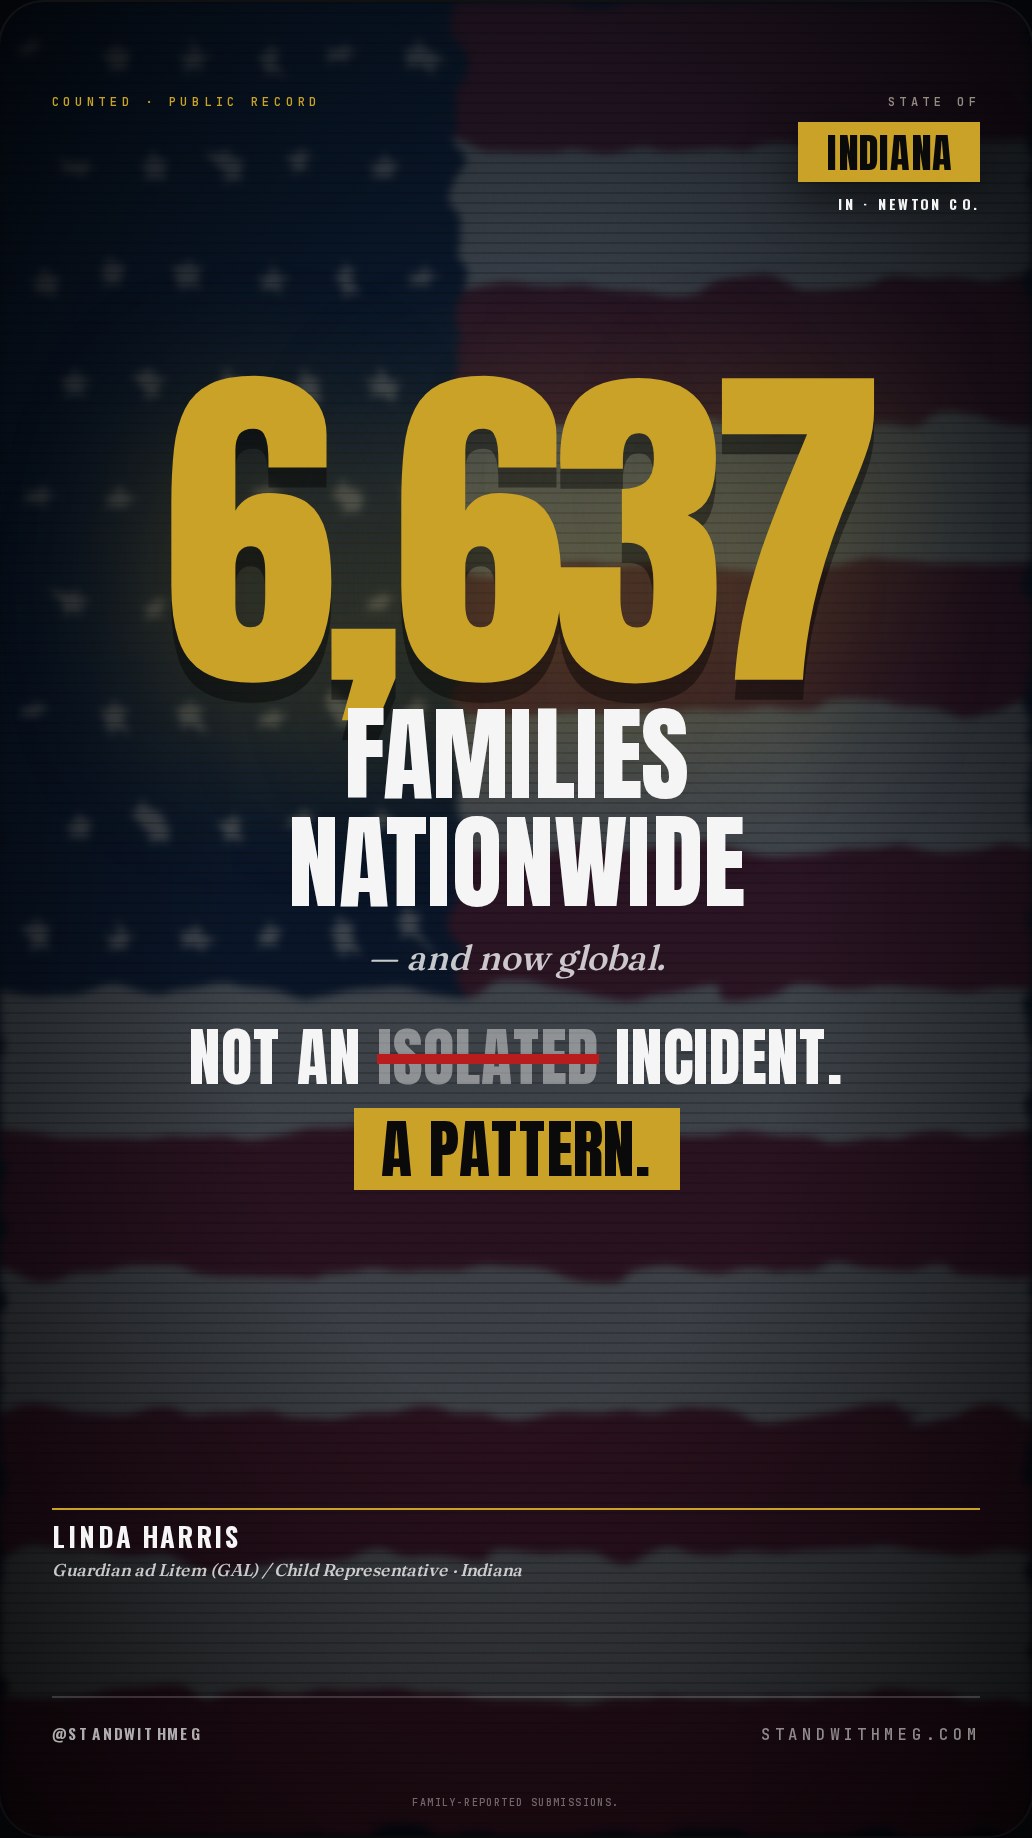 COUNTED · PUBLIC RECORD
STATE OF
INDIANA
IN · NEWTON CO.
6,637
FAMILIES
NATIONWIDE
— and now global.
NOT AN ISOLATED INCIDENT.
A PATTERN.
LINDA HARRIS
Guardian ad Litem (GAL) / Child Representative · Indiana
@STANDWITHMEG
STANDWITHMEG.COM
FAMILY-REPORTED SUBMISSIONS.